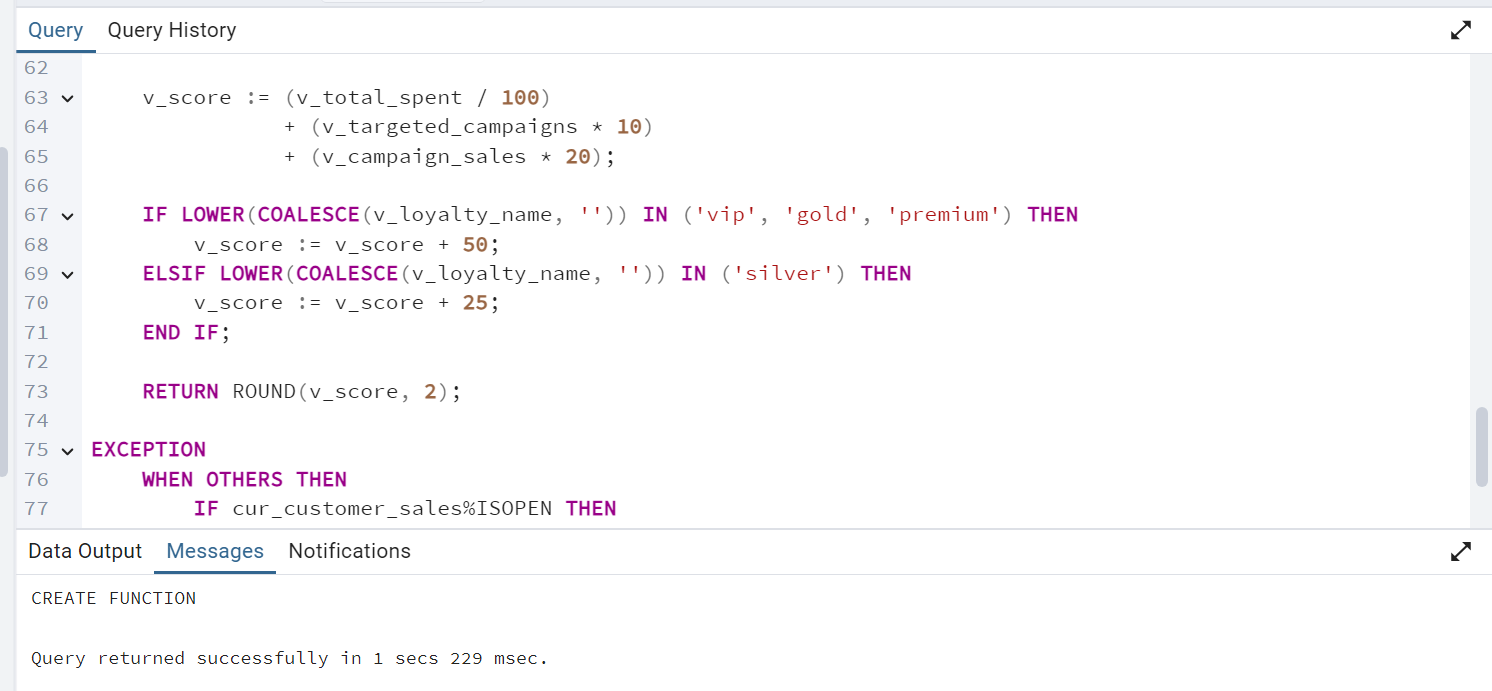 Query Query History
62
63 v_score := (v_total_spent / 100)
64 + (v_targeted_campaigns * 10)
65 + (v_campaign_sales * 20);
66
67 IF LOWER(COALESCE(v_loyalty_name, '')) IN ('vip', 'gold', 'premium') THEN
68 v_score := v_score + 50;
69 ELSIF LOWER(COALESCE(v_loyalty_name, '')) IN ('silver') THEN
70 v_score := v_score + 25;
71 END IF;
72
73 RETURN ROUND(v_score, 2);
74
75 EXCEPTION
76 WHEN OTHERS THEN
77 IF cur_customer_sales%ISOPEN THEN
Data Output Messages Notifications
CREATE FUNCTION
Query returned successfully in 1 secs 229 msec.